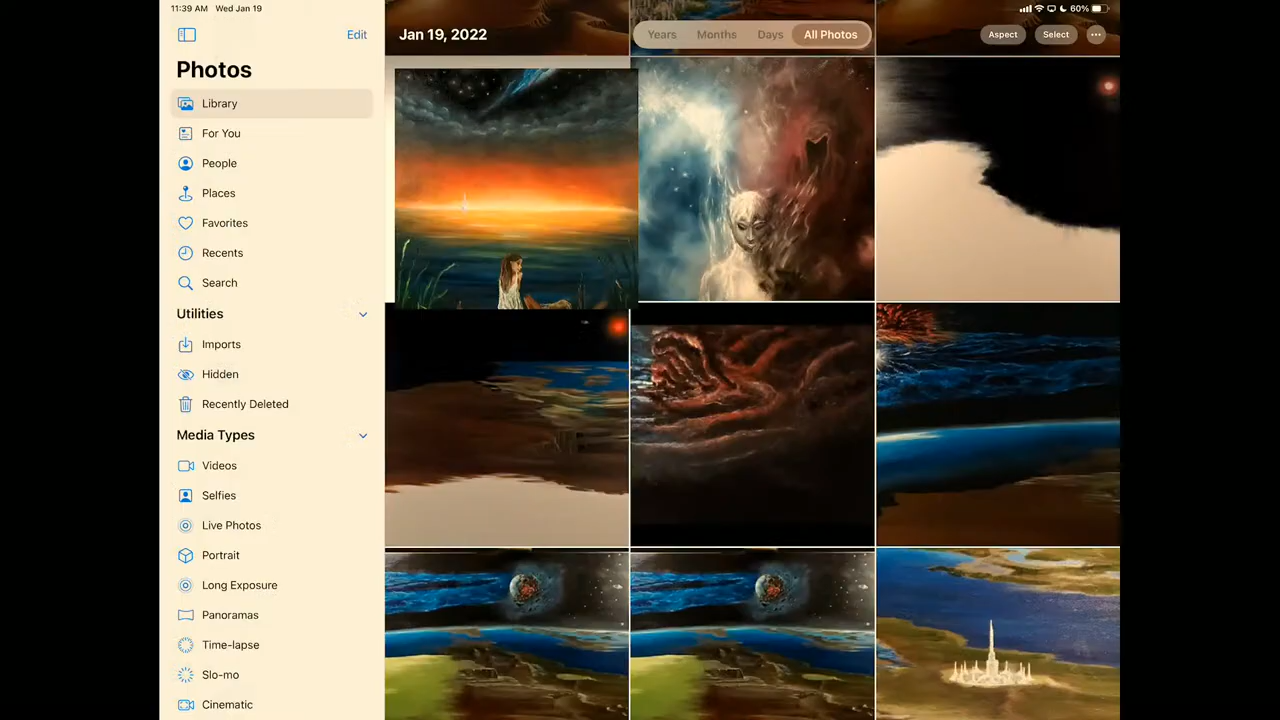 11:39 AM Wed Jan 19
60%
Edit
Jan 19, 2022
Years Months Days All Photos
Aspect Select
Photos
Library
For You
People
Places
Favorites
Recents
Search
Utilities
Imports
Hidden
Recently Deleted
Media Types
Videos
Selfies
Live Photos
Portrait
Long Exposure
Panoramas
Time-lapse
Slo-mo
Cinematic